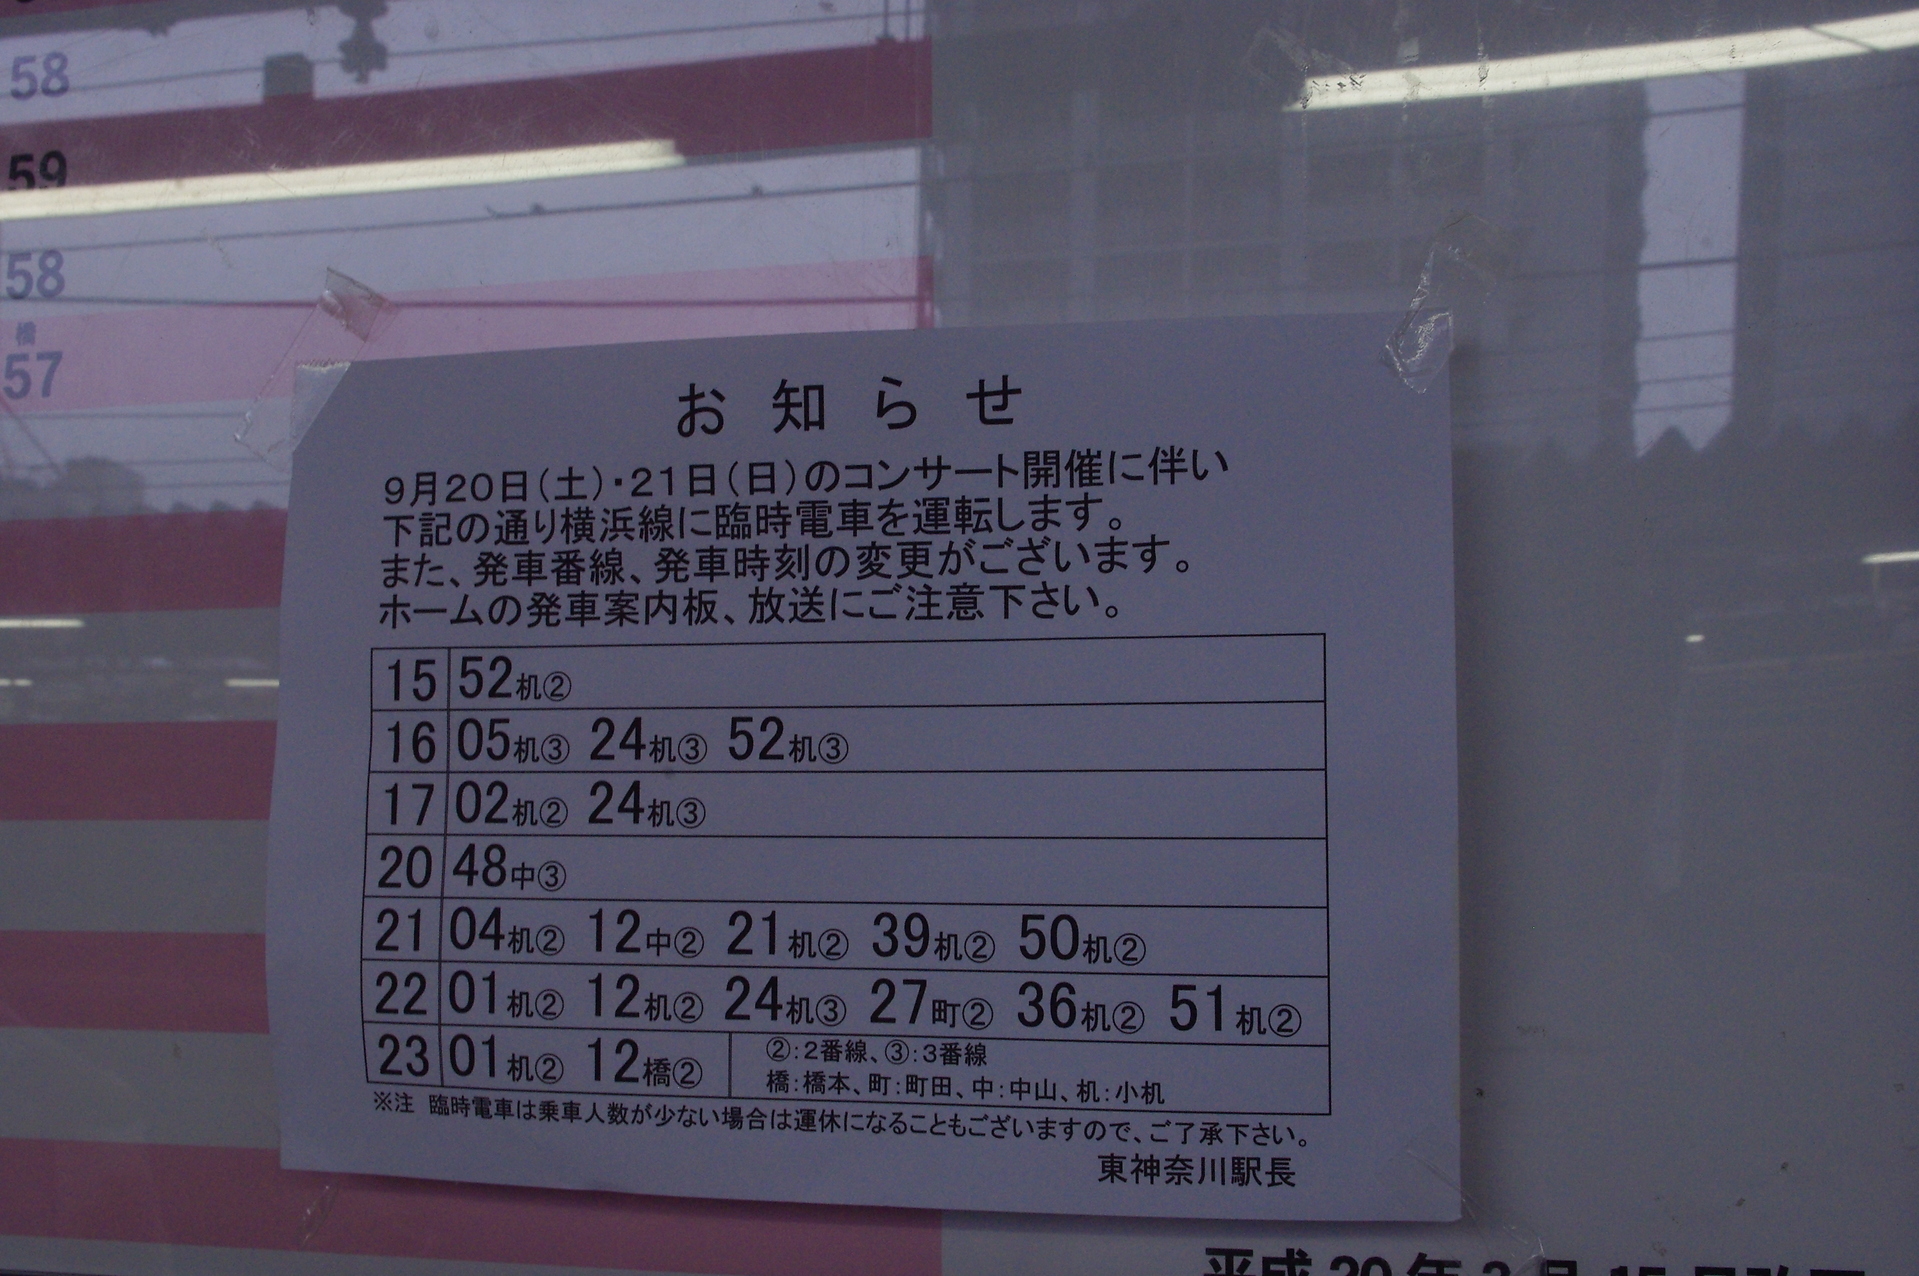 58
59
58
橋
57
お知らせ
9月20日(土)・21日(日)のコンサート開催に伴い
下記の通り横浜線に臨時電車を運転します。
また、発車番線、発車時刻の変更がございます。
ホームの発車案内板、放送にご注意下さい。
15 52机②
16 05机③ 24机③ 52机③
17 02机② 24机③
20 48中③
21 04机② 12中② 21机② 39机② 50机②
22 01机② 12机② 24机③ 27町② 36机② 51机②
23 01机② 12橋②
②:2番線、③:3番線
橋:橋本、町:町田、中:中山、机:小机
※注 臨時電車は乗車人数が少ない場合は運休になることもございますので、ご了承下さい。
東神奈川駅長
平成20年3月15日改正